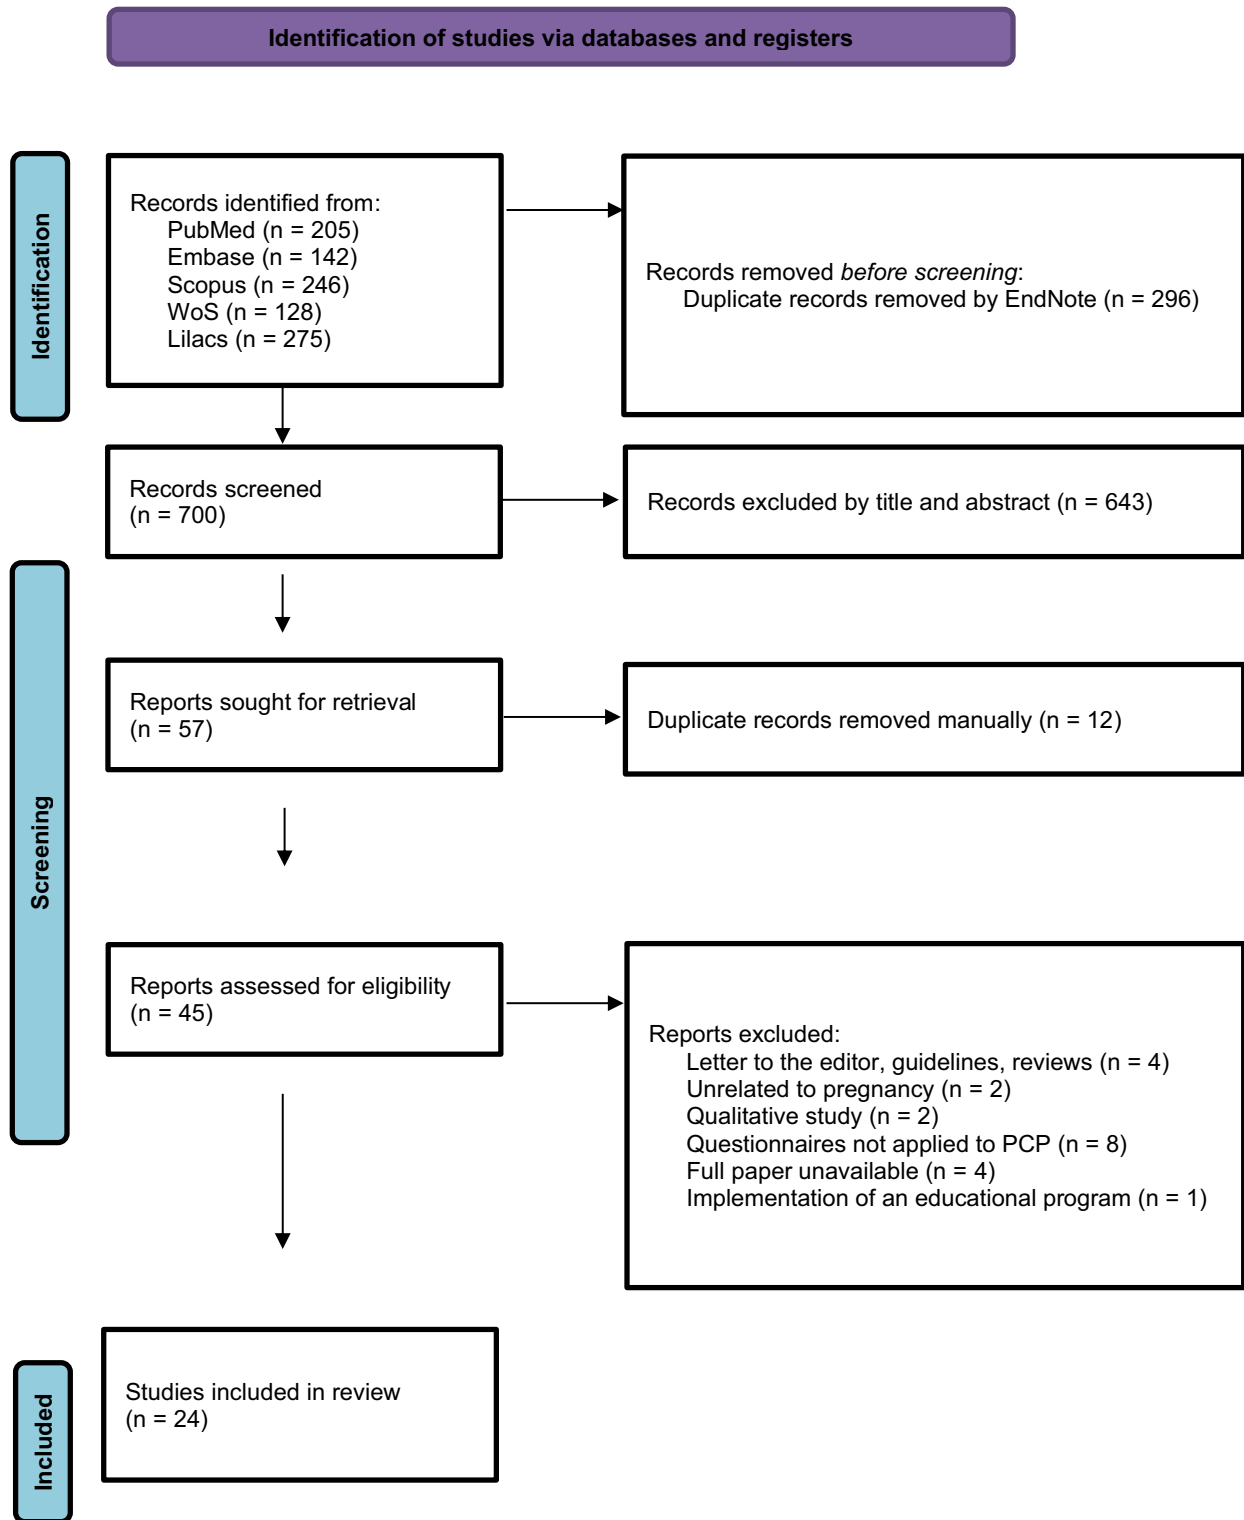 Identification of studies via databases and registers
Identification
Records identified from:
PubMed (n = 205)
Embase (n = 142)
Scopus (n = 246)
WoS (n = 128)
Lilacs (n = 275)
Records removed before screening:
Duplicate records removed by EndNote (n = 296)
Records screened
(n = 700)
Records excluded by title and abstract (n = 643)
Screening
Reports sought for retrieval
(n = 57)
Duplicate records removed manually (n = 12)
Reports assessed for eligibility
(n = 45)
Reports excluded:
Letter to the editor, guidelines, reviews (n = 4)
Unrelated to pregnancy (n = 2)
Qualitative study (n = 2)
Questionnaires not applied to PCP (n = 8)
Full paper unavailable (n = 4)
Implementation of an educational program (n = 1)
Included
Studies included in review
(n = 24)